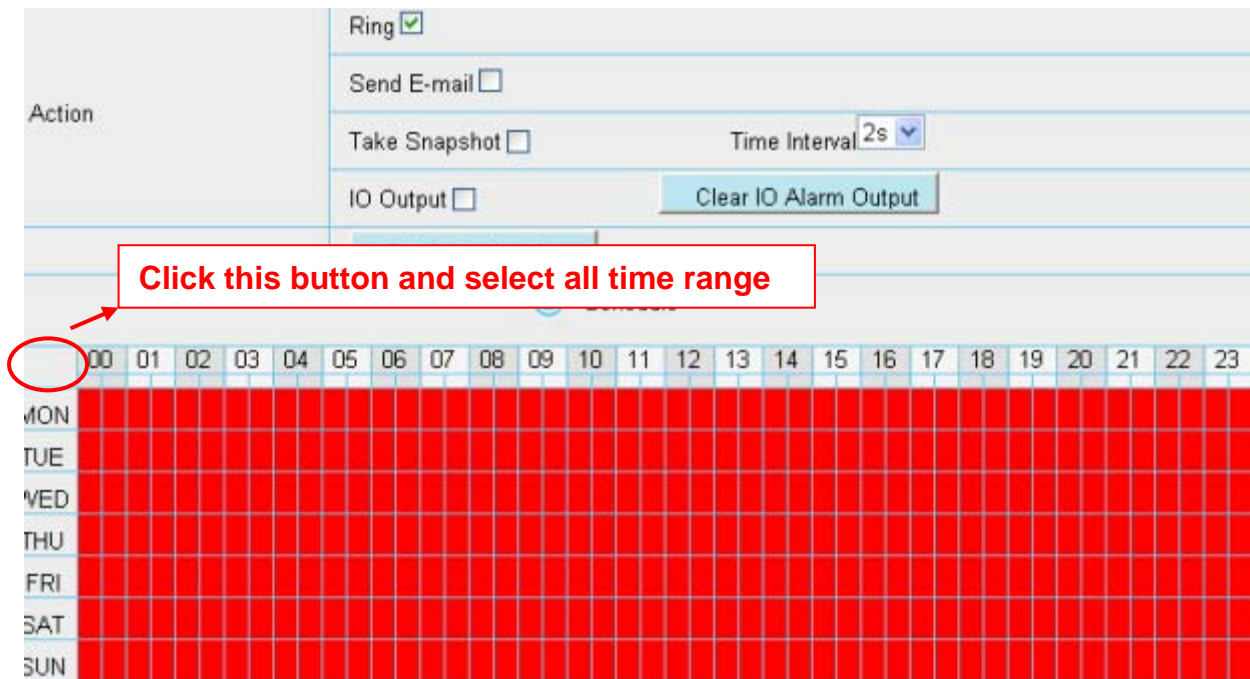 Ring
Send E-mail
Action
Take Snapshot Time Interval 2s
IO Output Clear IO Alarm Output
Click this button and select all time range
00 01 02 03 04 05 06 07 08 09 10 11 12 13 14 15 16 17 18 19 20 21 22 23
MON
TUE
WED
THU
FRI
SAT
SUN